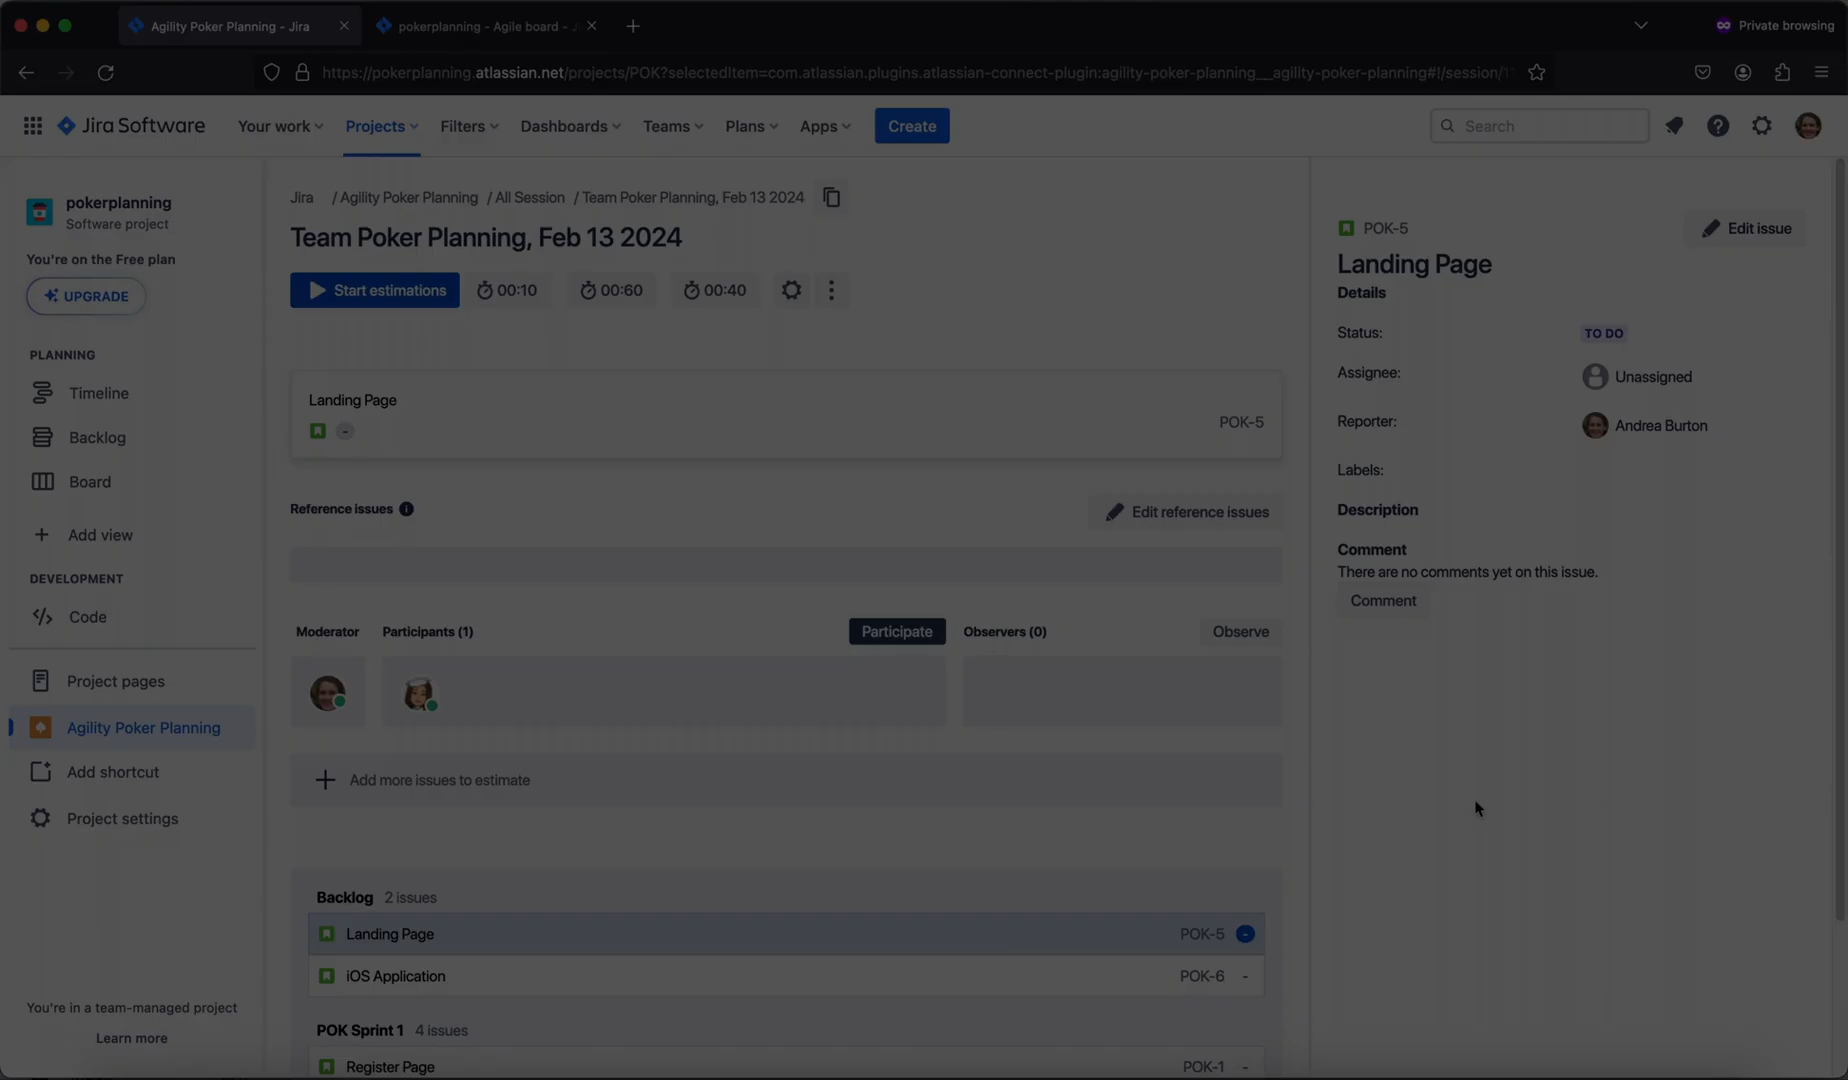 Agility Poker Planning - Jira
pokerplanning - Agile board -
Private browsing
https://pokerplanning.atlassian.net/projects/POK?selectedItem=com.atlassian.plugins.atlassian-connect-plugin:agility-poker-planning__agility-poker-planning#!/session/
Jira Software
Your work
Projects
Filters
Dashboards
Teams
Plans
Apps
Create
Search
pokerplanning
Software project
You're on the Free plan
UPGRADE
PLANNING
Timeline
Backlog
Board
Add view
DEVELOPMENT
Code
Project pages
Agility Poker Planning
Add shortcut
Project settings
You're in a team-managed project
Learn more
Jira / Agility Poker Planning / All Session / Team Poker Planning, Feb 13 2024
Team Poker Planning, Feb 13 2024
Start estimations 00:10 00:60 00:40
Landing Page
-
POK-5
Reference issues
Edit reference issues
Moderator Participants (1) Participate Observers (0) Observe
+ Add more issues to estimate
Backlog 2 issues
Landing Page POK-5 -
iOS Application POK-6 -
POK Sprint 1 4 issues
Register Page POK-1 -
POK-5
Edit issue
Landing Page
Details
Status: TO DO
Assignee: Unassigned
Reporter: Andrea Burton
Labels:
Description
Comment
There are no comments yet on this issue.
Comment